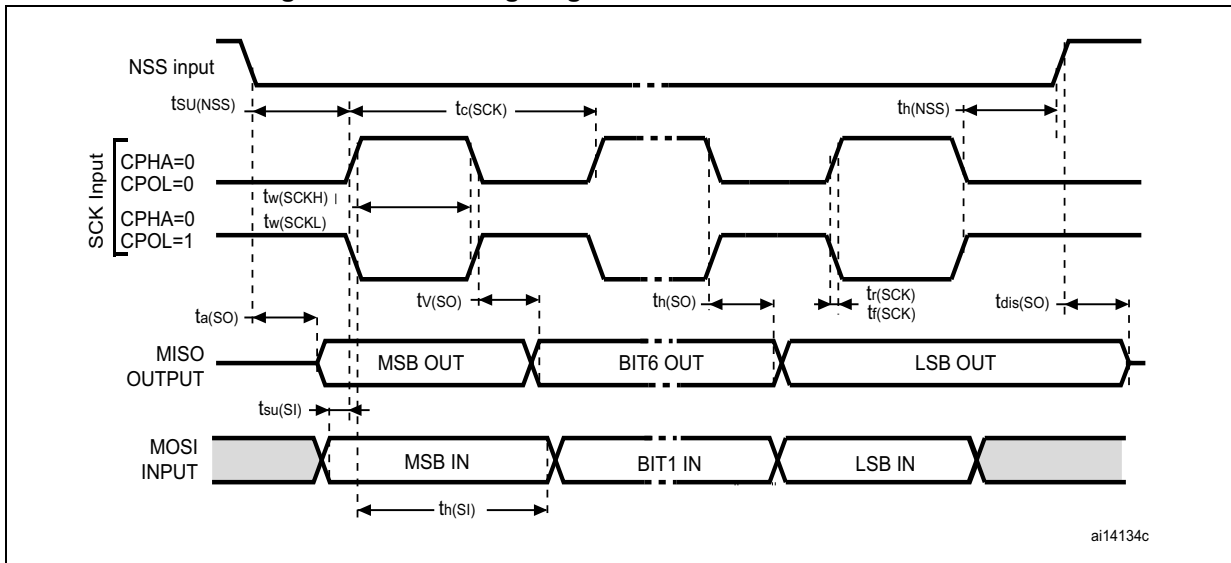 NSS input
tSU(NSS)
tc(SCK)
th(NSS)
SCK Input
CPHA=0
CPOL=0
tw(SCKH)
CPHA=0
CPOL=1
tw(SCKL)
tV(SO)
th(SO)
tr(SCK)
tf(SCK)
ta(SO)
tdis(SO)
MISO
OUTPUT
MSB OUT
BIT6 OUT
LSB OUT
tsu(SI)
MOSI
INPUT
MSB IN
BIT1 IN
LSB IN
th(SI)
ai14134c